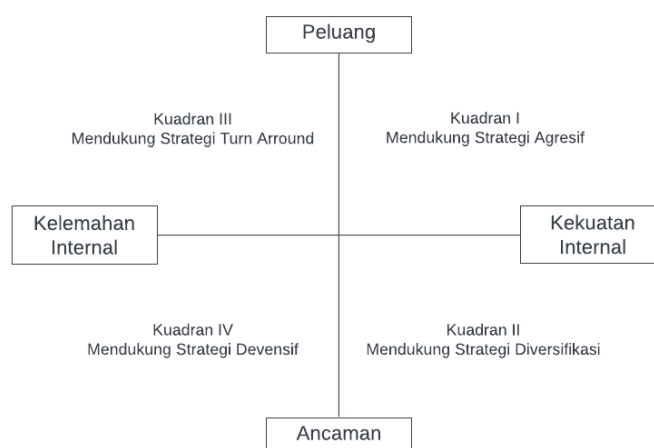 Peluang
Kuadran III
Mendukung Strategi Turn Arround
Kuadran I
Mendukung Strategi Agresif
Kelemahan
Internal
Kekuatan
Internal
Kuadran IV
Mendukung Strategi Devensif
Kuadran II
Mendukung Strategi Diversifikasi
Ancaman